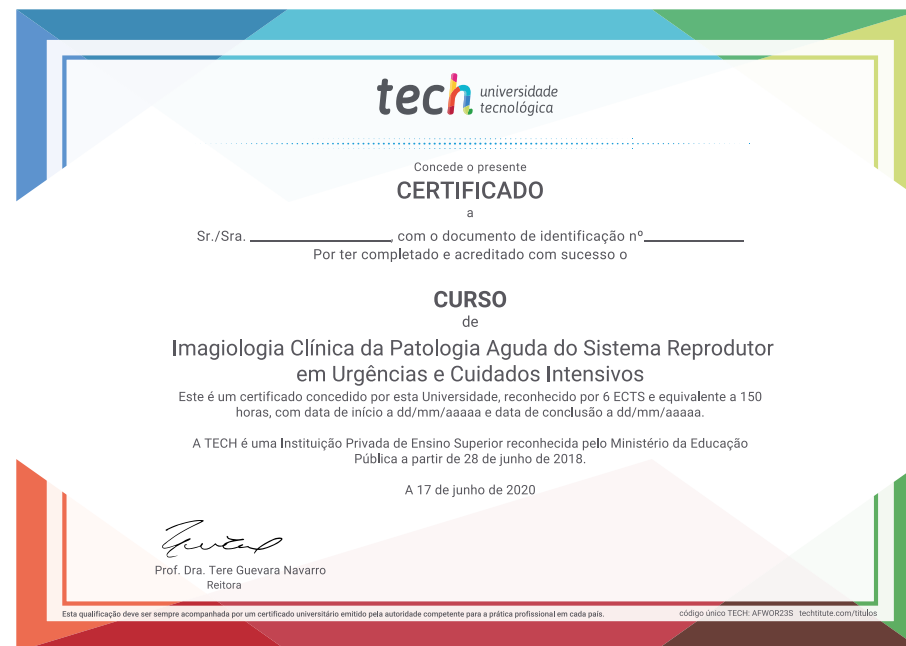 tech universidade
tecnológica
Concede o presente
CERTIFICADO
a
Sr./Sra. ____________, com o documento de identificação nº____________
Por ter completado e acreditado com sucesso o
CURSO
de
Imagiologia Clínica da Patologia Aguda do Sistema Reprodutor
em Urgências e Cuidados Intensivos
Este é um certificado concedido por esta Universidade, reconhecido por 6 ECTS e equivalente a 150
horas, com data de início a dd/mm/aaaaa e data de conclusão a dd/mm/aaaaa.
A TECH é uma Instituição Privada de Ensino Superior reconhecida pelo Ministério da Educação
Pública a partir de 28 de junho de 2018.
A 17 de junho de 2020
Prof. Dra. Tere Guevara Navarro
Reitora
Esta qualificação deve ser sempre acompanhada por um certificado universitário emitido pela autoridade competente para a prática profissional em cada país. código único TECH: AFWOR23S techtitute.com/titulos